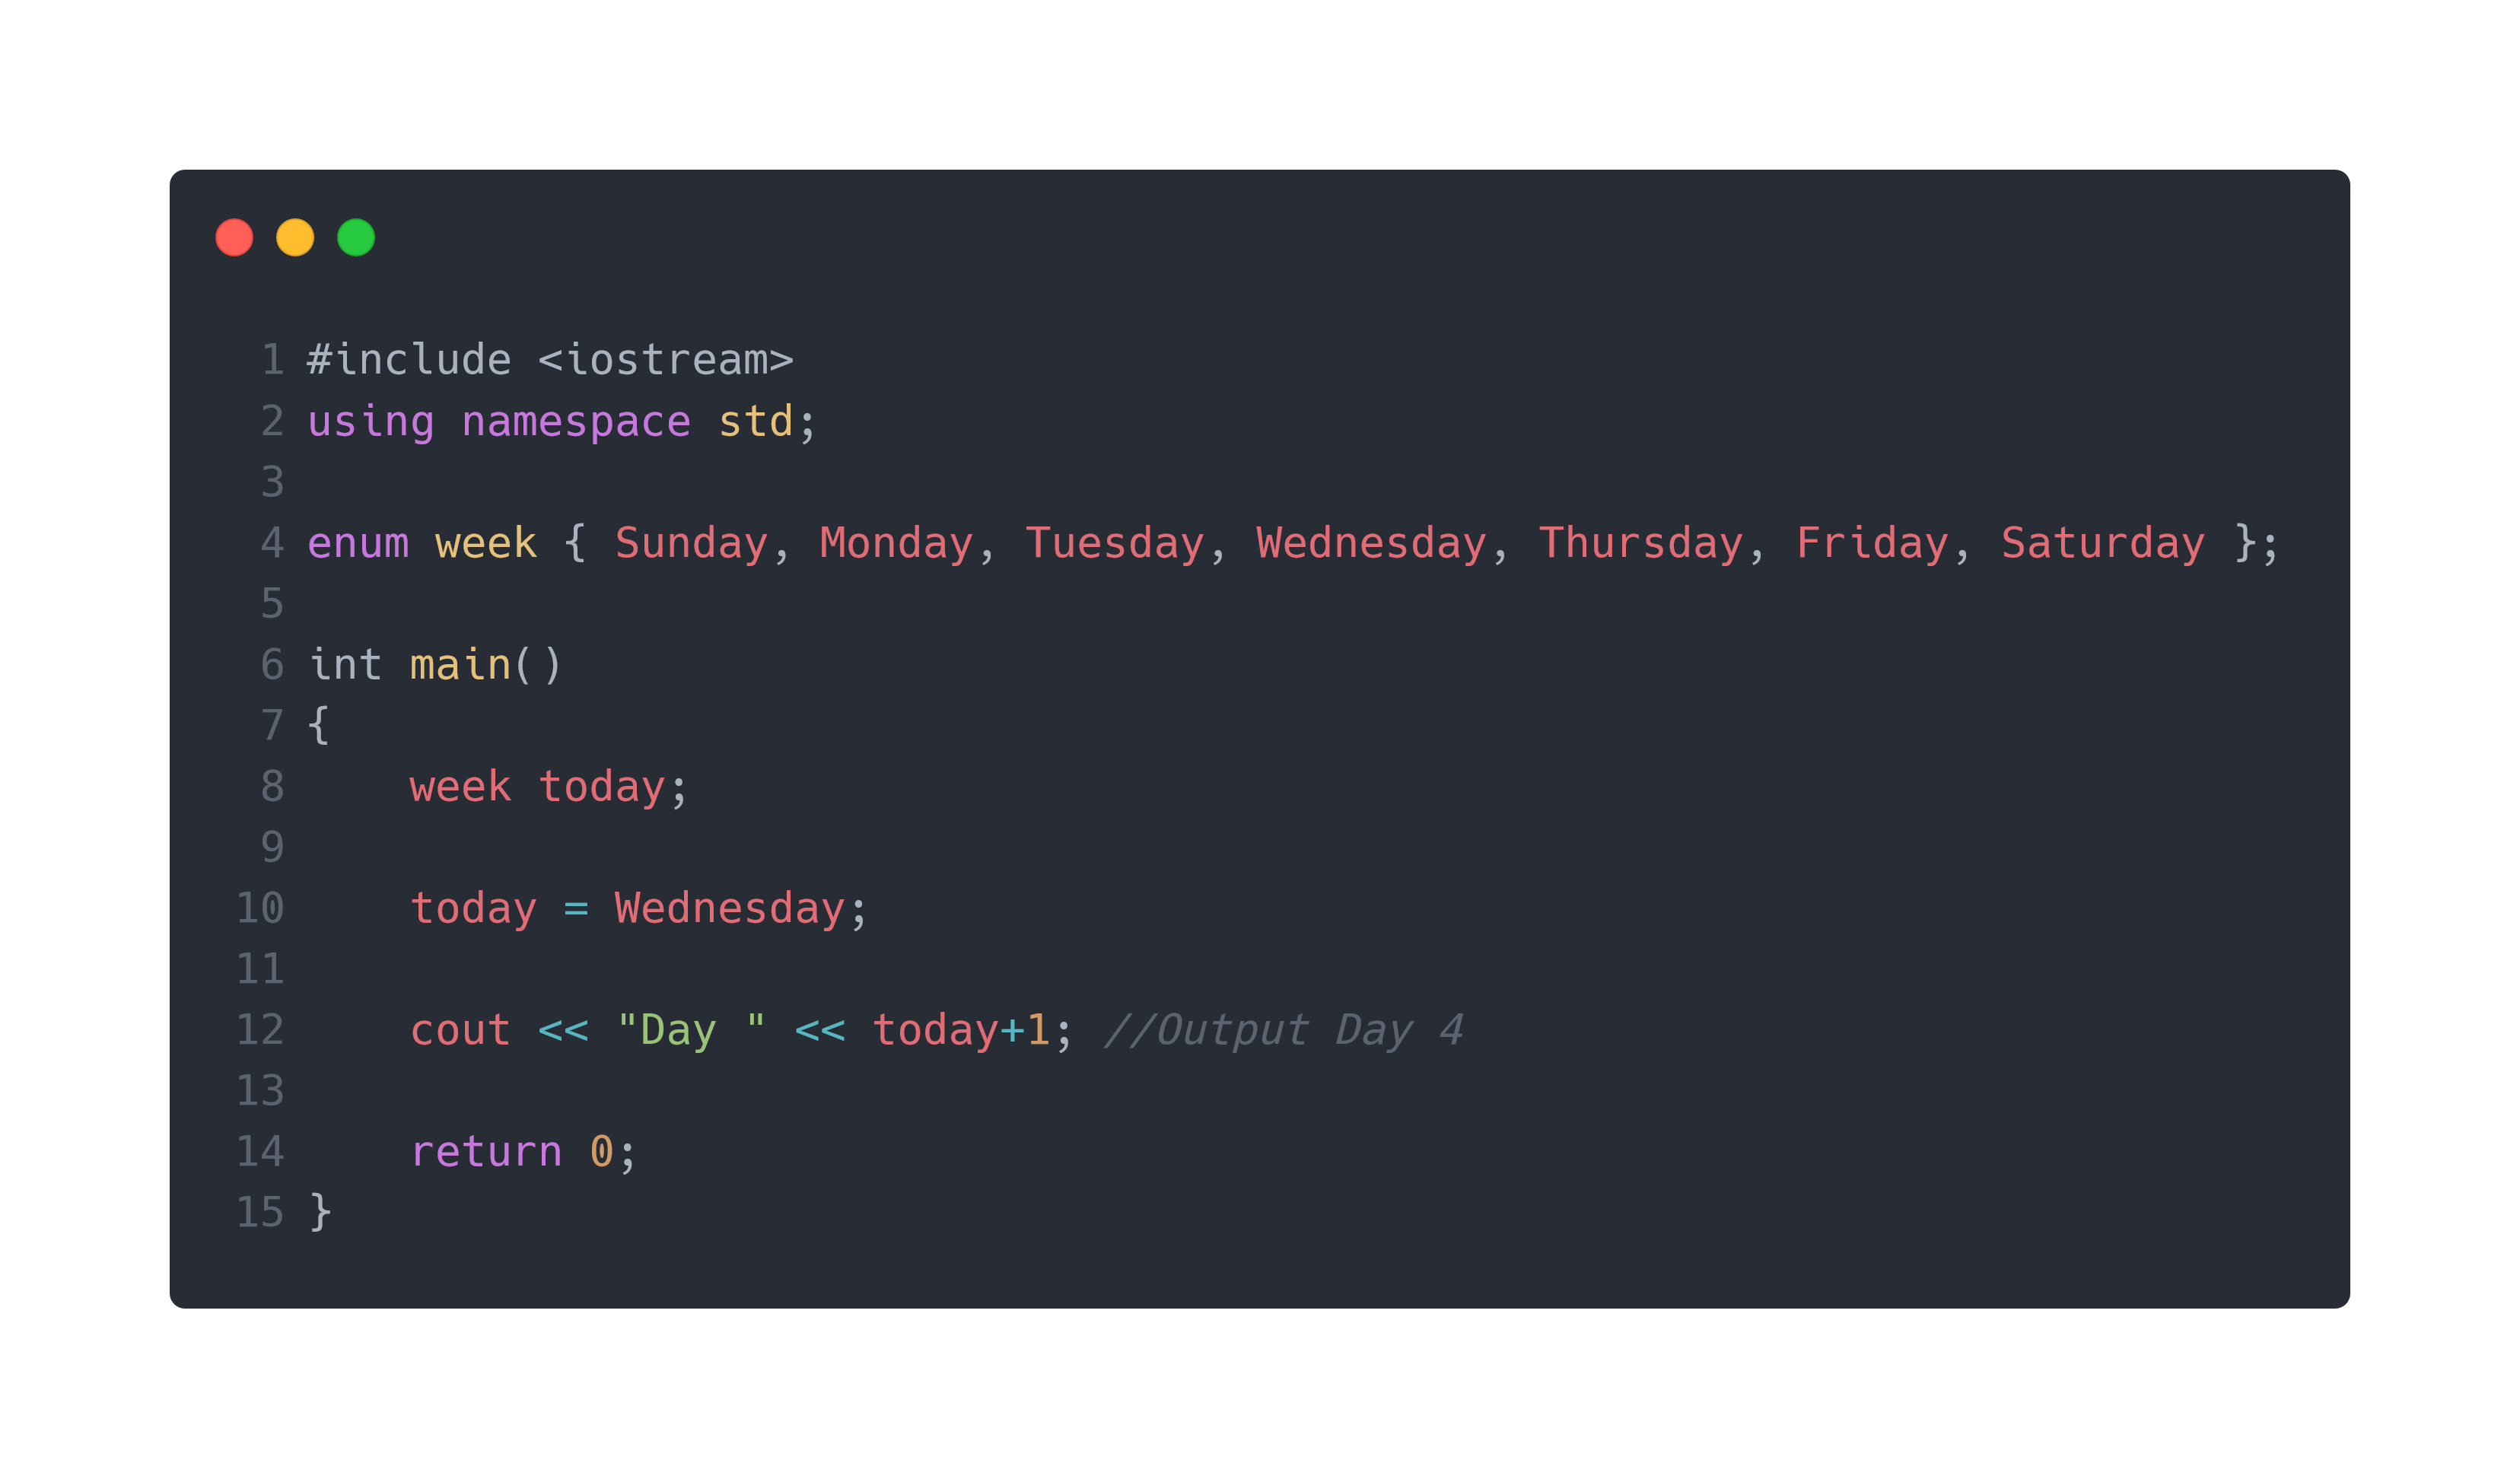 1 #include <iostream>
2 using namespace std;
3
4 enum week { Sunday, Monday, Tuesday, Wednesday, Thursday, Friday, Saturday };
5
6 int main()
7 {
8     week today;
9
10     today = Wednesday;
11
12     cout << "Day " << today+1; //Output Day 4
13
14     return 0;
15 }